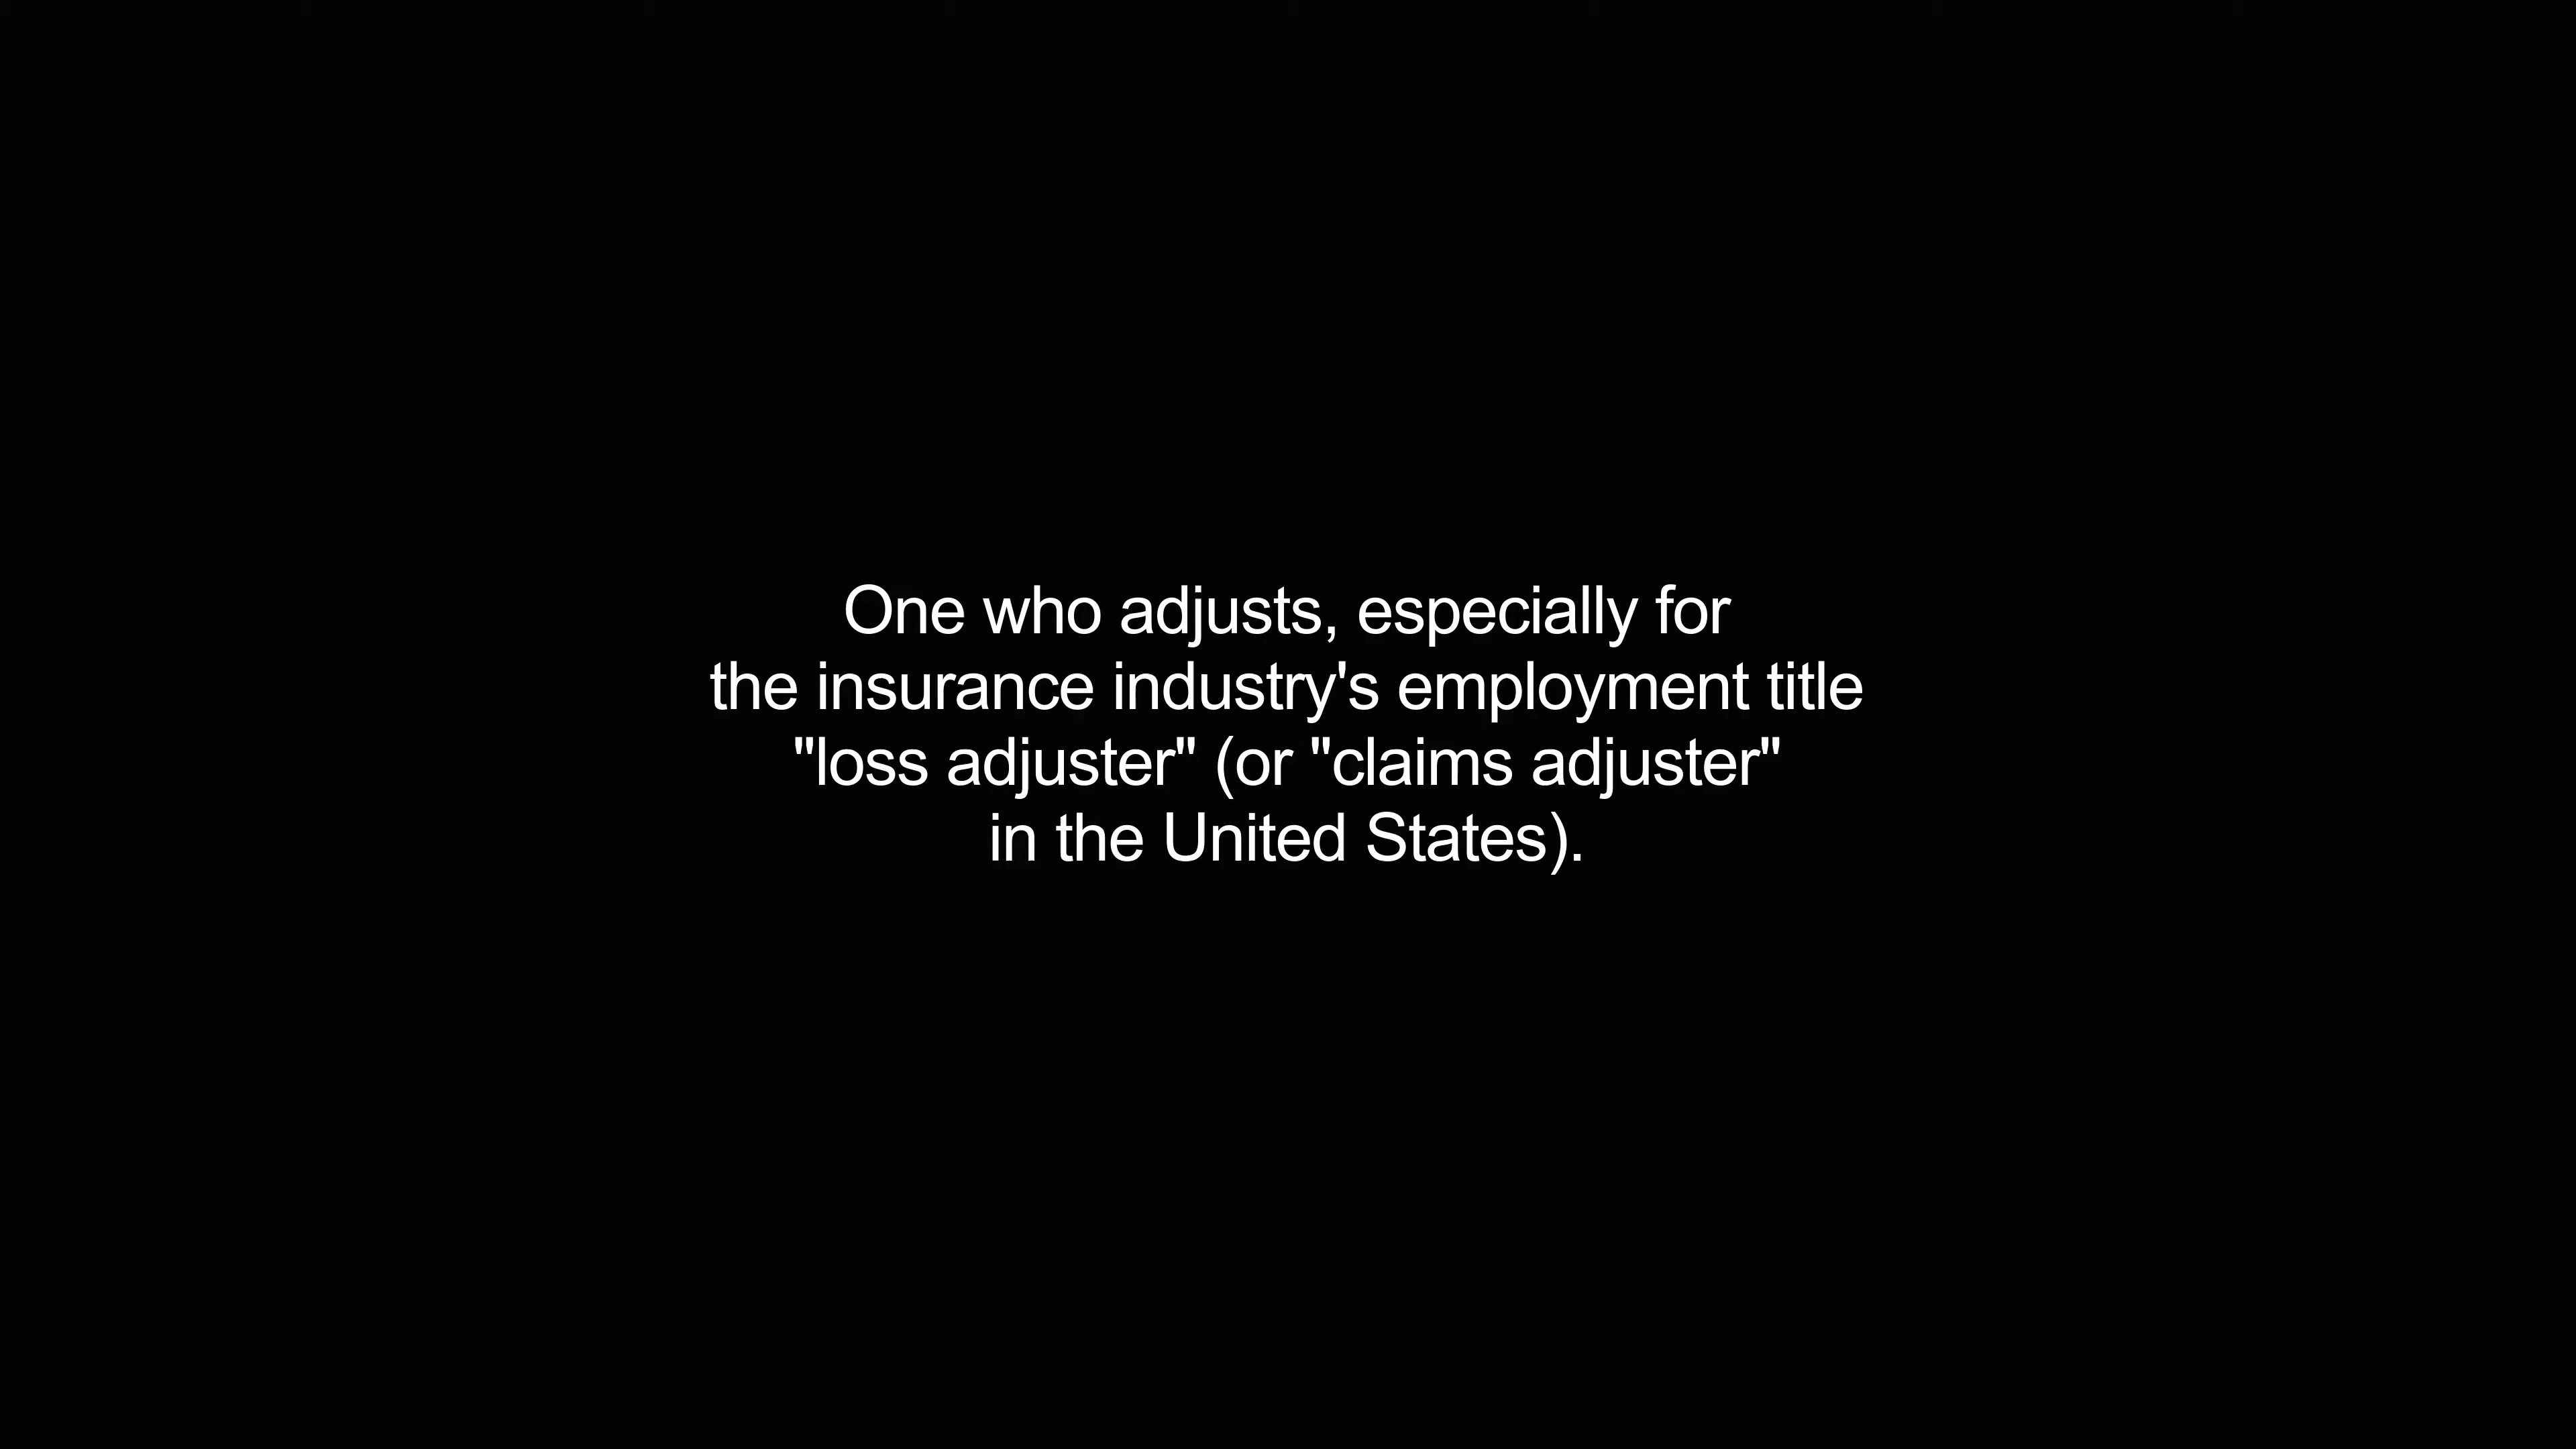 One who adjusts, especially for
the insurance industry's employment title
"loss adjuster" (or "claims adjuster"
in the United States).